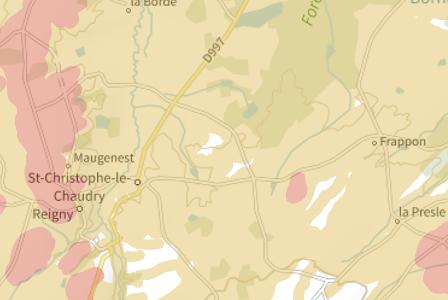 la Borde
D997
Maugenest
St-Christophe-le-
Chaudry
Reigny
Frappon
la Presle